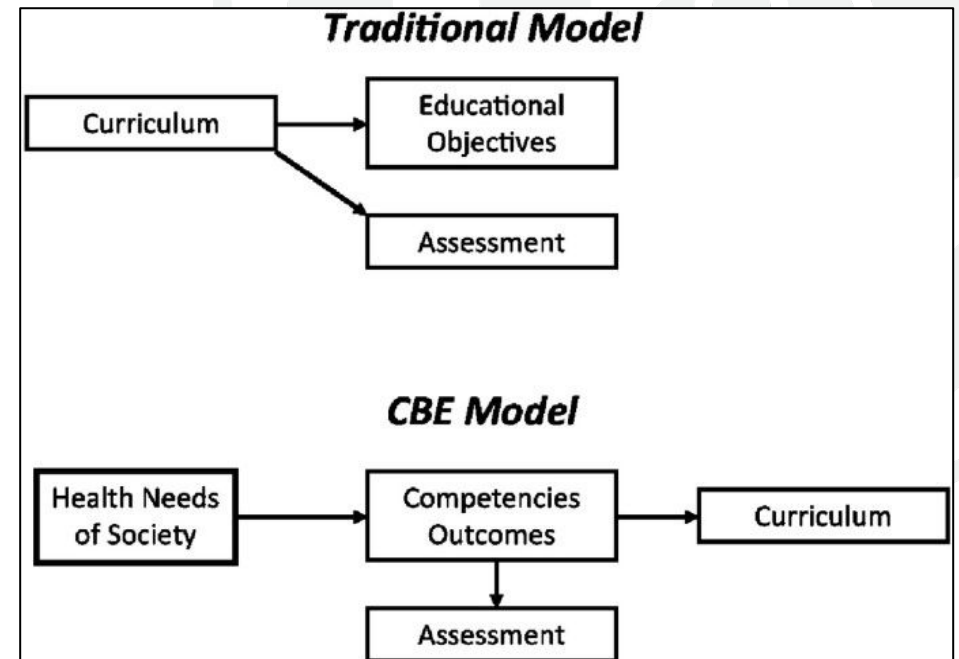 Traditional Model
Curriculum
Educational
Objectives
Assessment
CBE Model
Health Needs
of Society
Competencies
Outcomes
Curriculum
Assessment